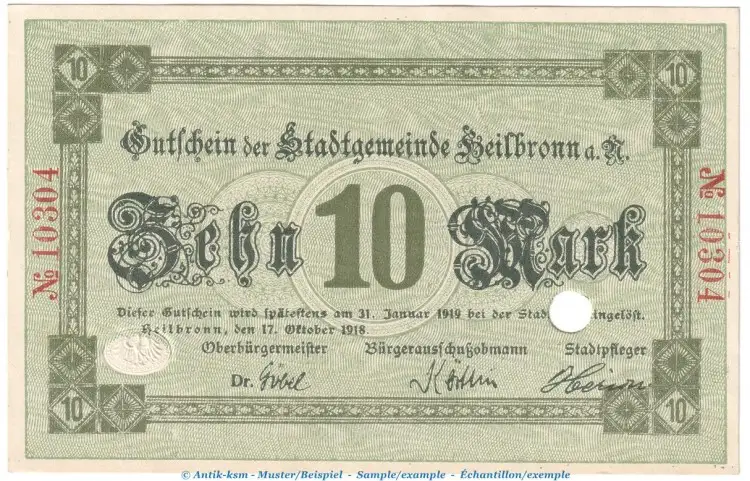 10
10
Gutschein der Stadtgemeinde Heilbronn a. N.
№ 10304
№ 10304
Zehn 10 Mark
Dieser Gutschein wird spätestens am 31. Januar 1919 bei der Stad ingelöst.
Heilbronn, den 17. Oktober 1918.
Oberbürgermeister Bürgerausschußobmann Stadtpfleger
Dr. Göbel
10
10
© Antik-ksm - Muster/Beispiel - Sample/example - Échantillon/exemple